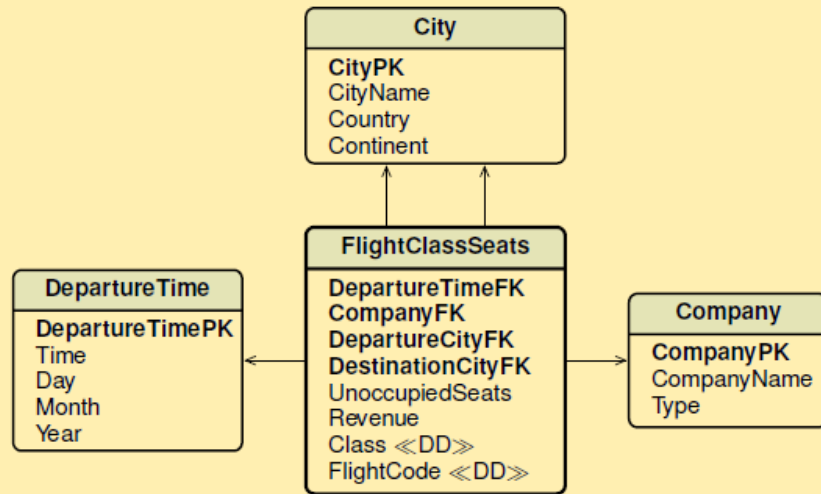 City
CityPK
CityName
Country
Continent
FlightClassSeats
DepartureTimeFK
CompanyFK
DepartureCityFK
DestinationCityFK
UnoccupiedSeats
Revenue
Class ≪DD≫
FlightCode ≪DD≫
DepartureTime
DepartureTimePK
Time
Day
Month
Year
Company
CompanyPK
CompanyName
Type